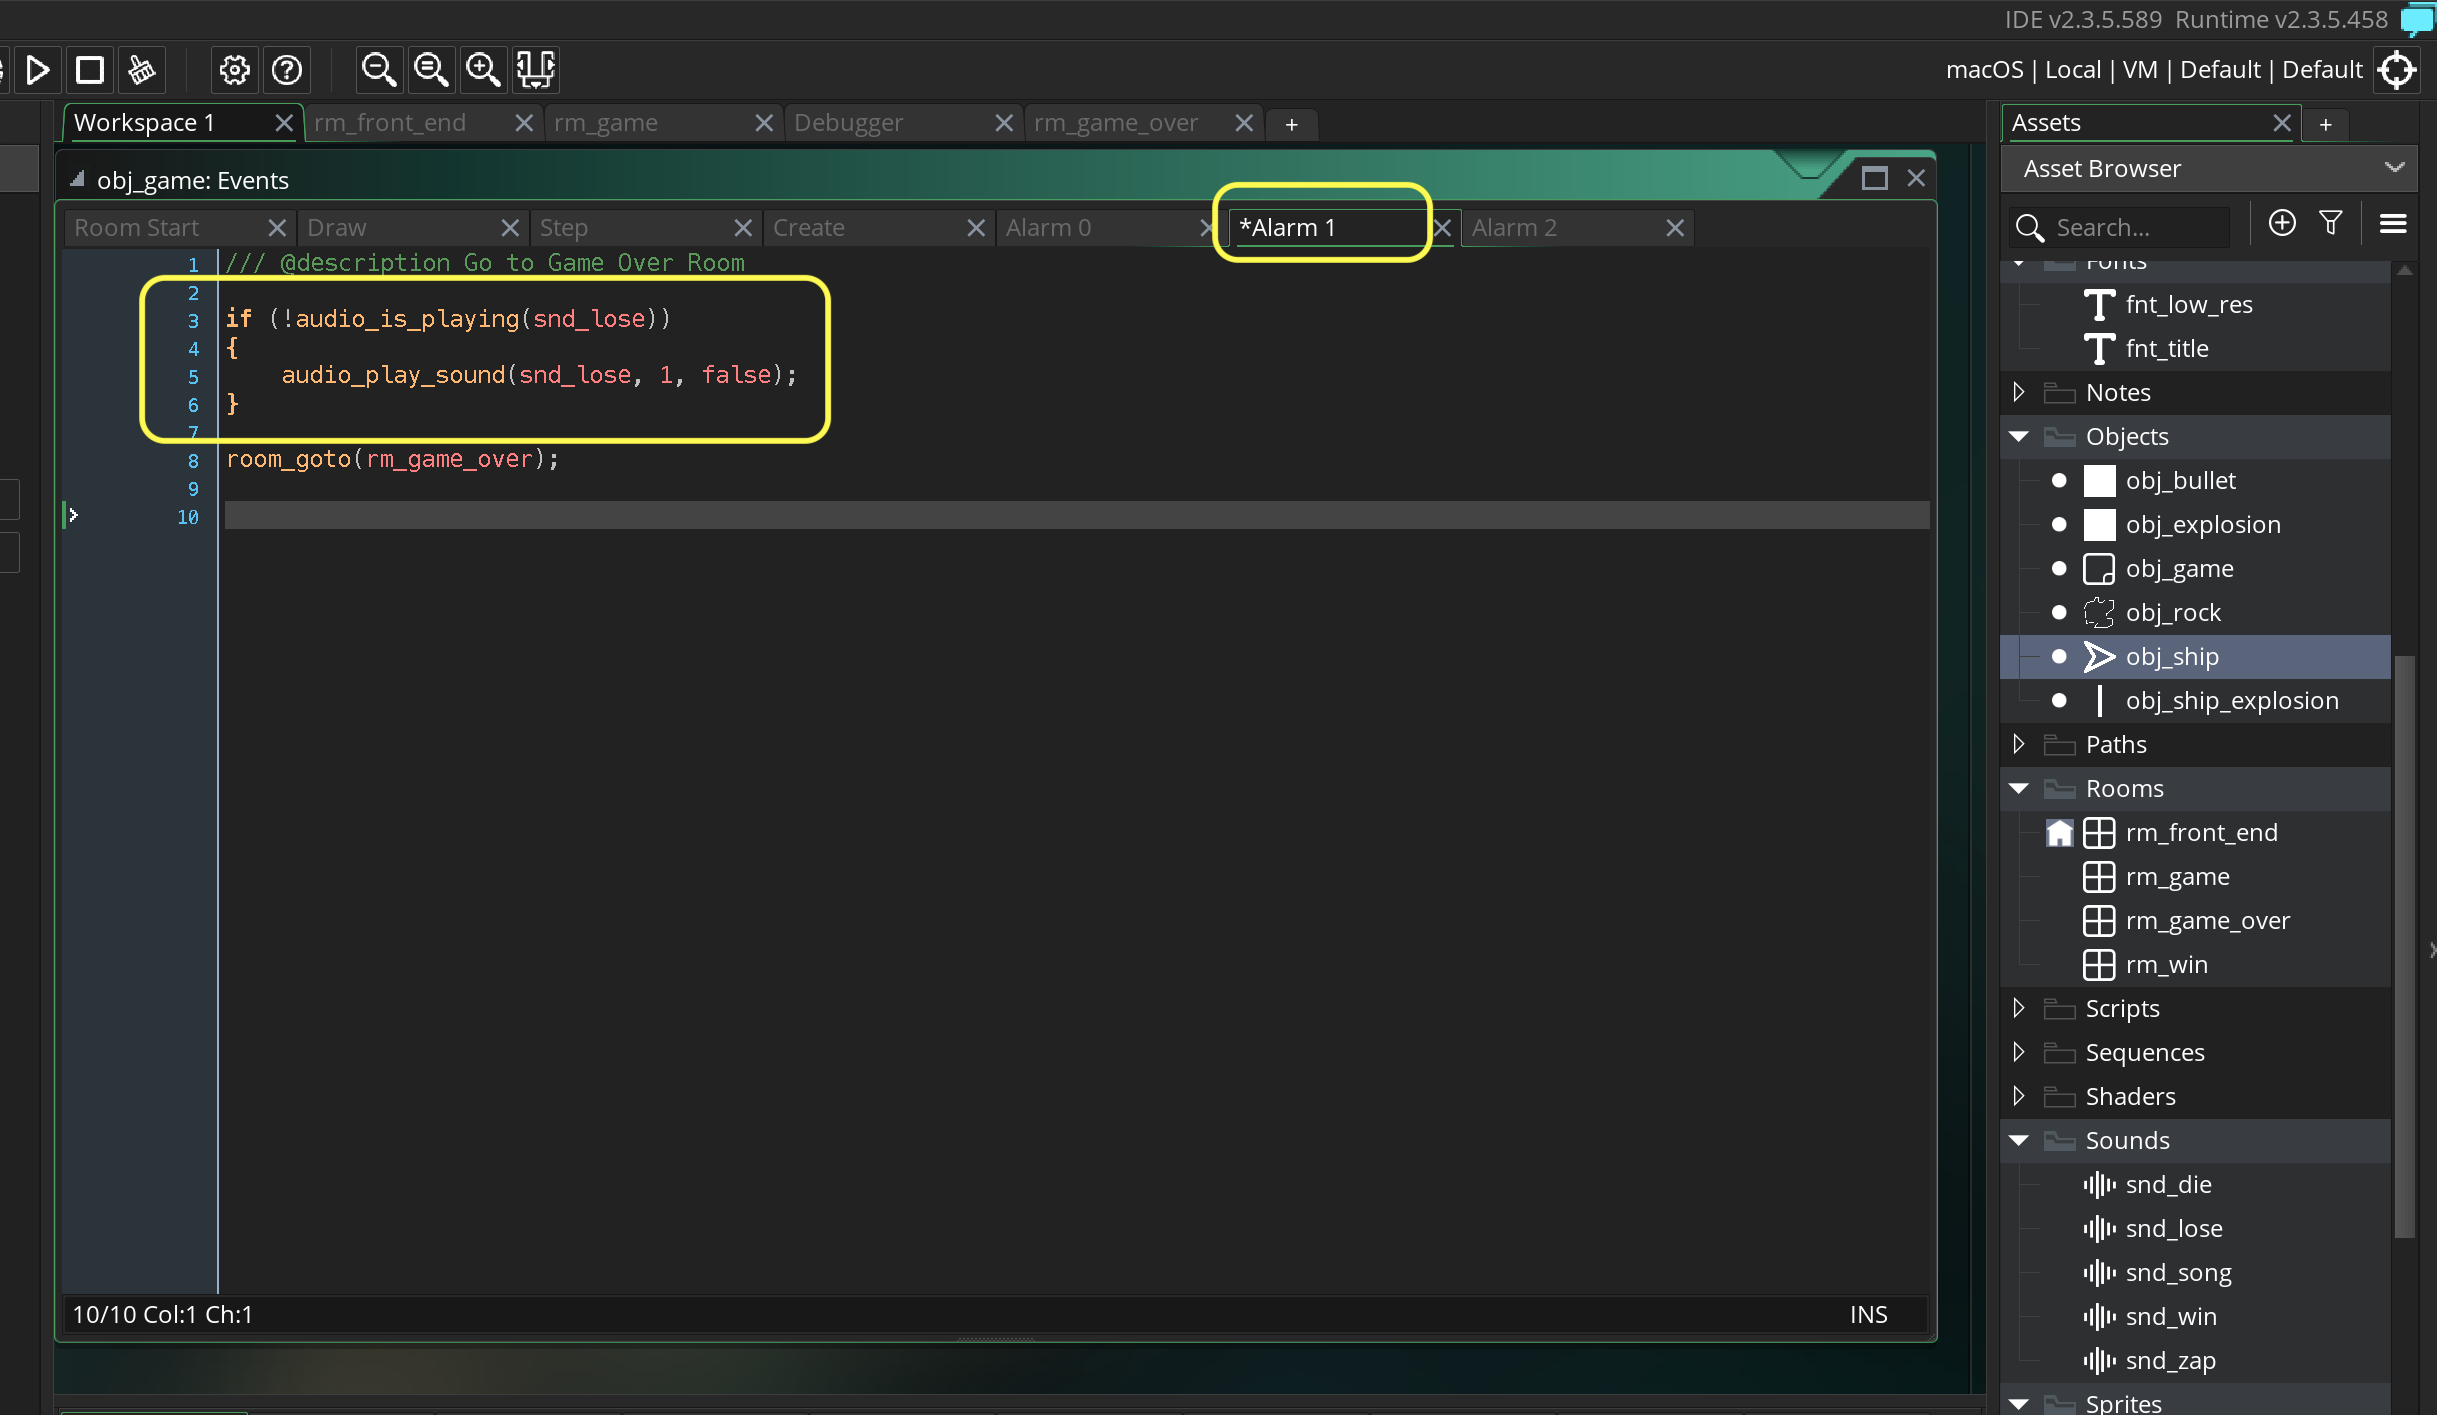 IDE v2.3.5.589 Runtime v2.3.5.458
macOS | Local | VM | Default | Default
Workspace 1
rm_front_end
rm_game
Debugger
rm_game_over
+
obj_game: Events
Room Start
Draw
Step
Create
Alarm 0
*Alarm 1
Alarm 2
1 /// @description Go to Game Over Room
2
3 if (!audio_is_playing(snd_lose))
4 {
5 audio_play_sound(snd_lose, 1, false);
6 }
7
8 room_goto(rm_game_over);
9
10
10/10 Col:1 Ch:1
INS
Assets
+
Asset Browser
Search...
Fonts
fnt_low_res
fnt_title
Notes
Objects
obj_bullet
obj_explosion
obj_game
obj_rock
obj_ship
obj_ship_explosion
Paths
Rooms
rm_front_end
rm_game
rm_game_over
rm_win
Scripts
Sequences
Shaders
Sounds
snd_die
snd_lose
snd_song
snd_win
snd_zap
Sprites